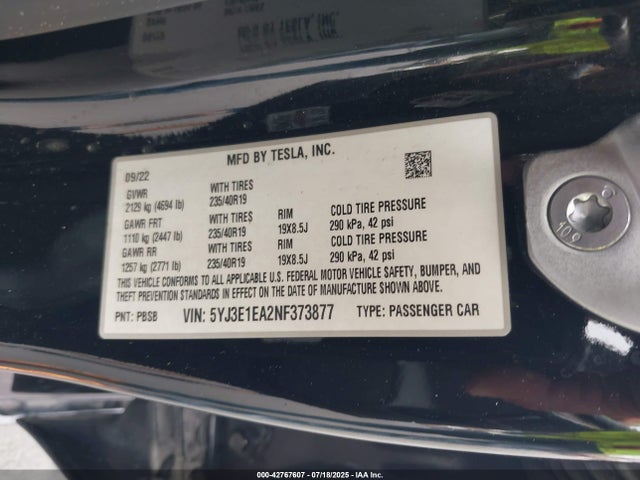 MFD BY TESLA, INC.
09/22
GVWR WITH TIRES
2129 kg (4694 lb) 235/40R19
GAWR FRT WITH TIRES RIM COLD TIRE PRESSURE
1110 kg (2447 lb) 235/40R19 19X8.5J 290 kPa, 42 psi
GAWR RR WITH TIRES RIM COLD TIRE PRESSURE
1257 kg (2771 lb) 235/40R19 19X8.5J 290 kPa, 42 psi
THIS VEHICLE CONFORMS TO ALL APPLICABLE U.S. FEDERAL MOTOR VEHICLE SAFETY, BUMPER, AND
THEFT PREVENTION STANDARDS IN EFFECT ON THE DATE OF MANUFACTURE SHOWN ABOVE.
PNT: PBSB VIN: 5YJ3E1EA2NF373877 TYPE: PASSENGER CAR
10.9
000-42767607 - 07/18/2025 - IAA Inc.